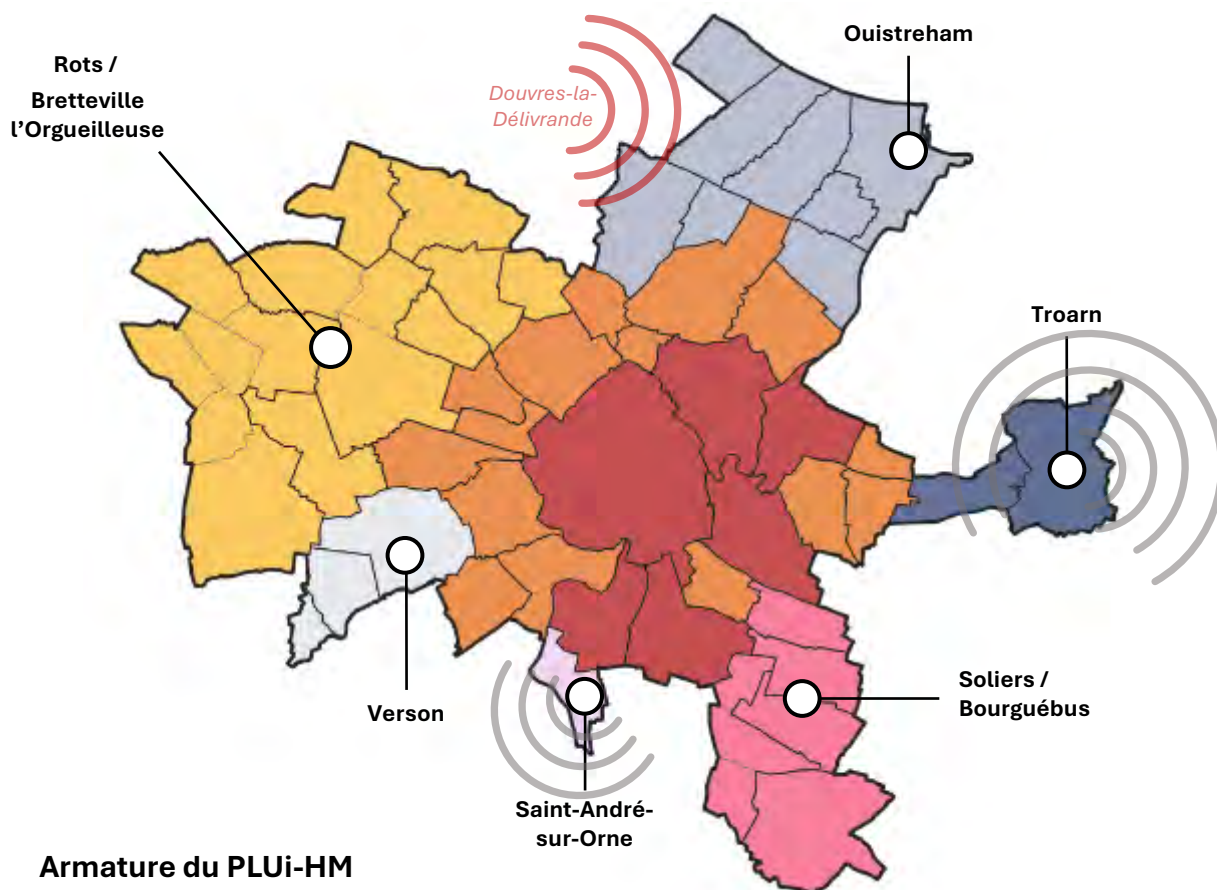 Ouistreham
Rots /
Bretteville
l'Orgueilleuse
Douvres-la-
Délivrande
Troarn
Verson
Soliers /
Bourguébus
Saint-André-
sur-Orne
Armature du PLUi-HM